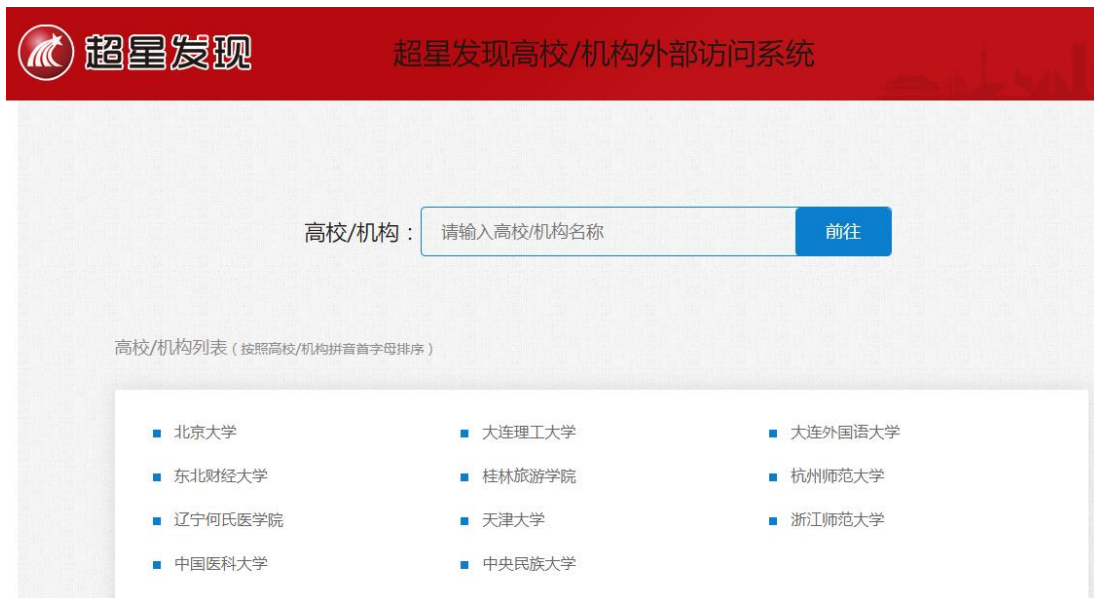 超星发现 超星发现高校/机构外部访问系统
高校/机构： 请输入高校/机构名称 前往
高校/机构列表（按照高校/机构拼音首字母排序）
北京大学 大连理工大学 大连外国语大学
东北财经大学 桂林旅游学院 杭州师范大学
辽宁何氏医学院 天津大学 浙江师范大学
中国医科大学 中央民族大学